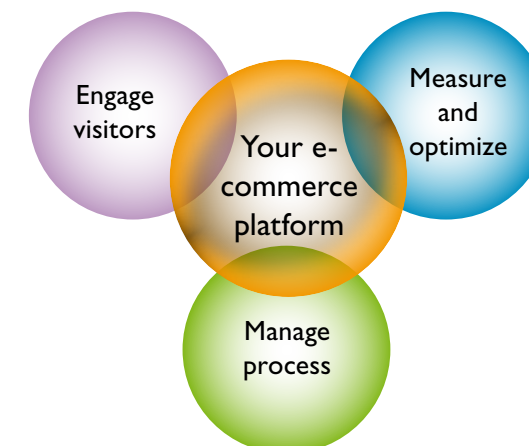 Engage
visitors
Measure
and
optimize
Your e-
commerce
platform
Manage
process